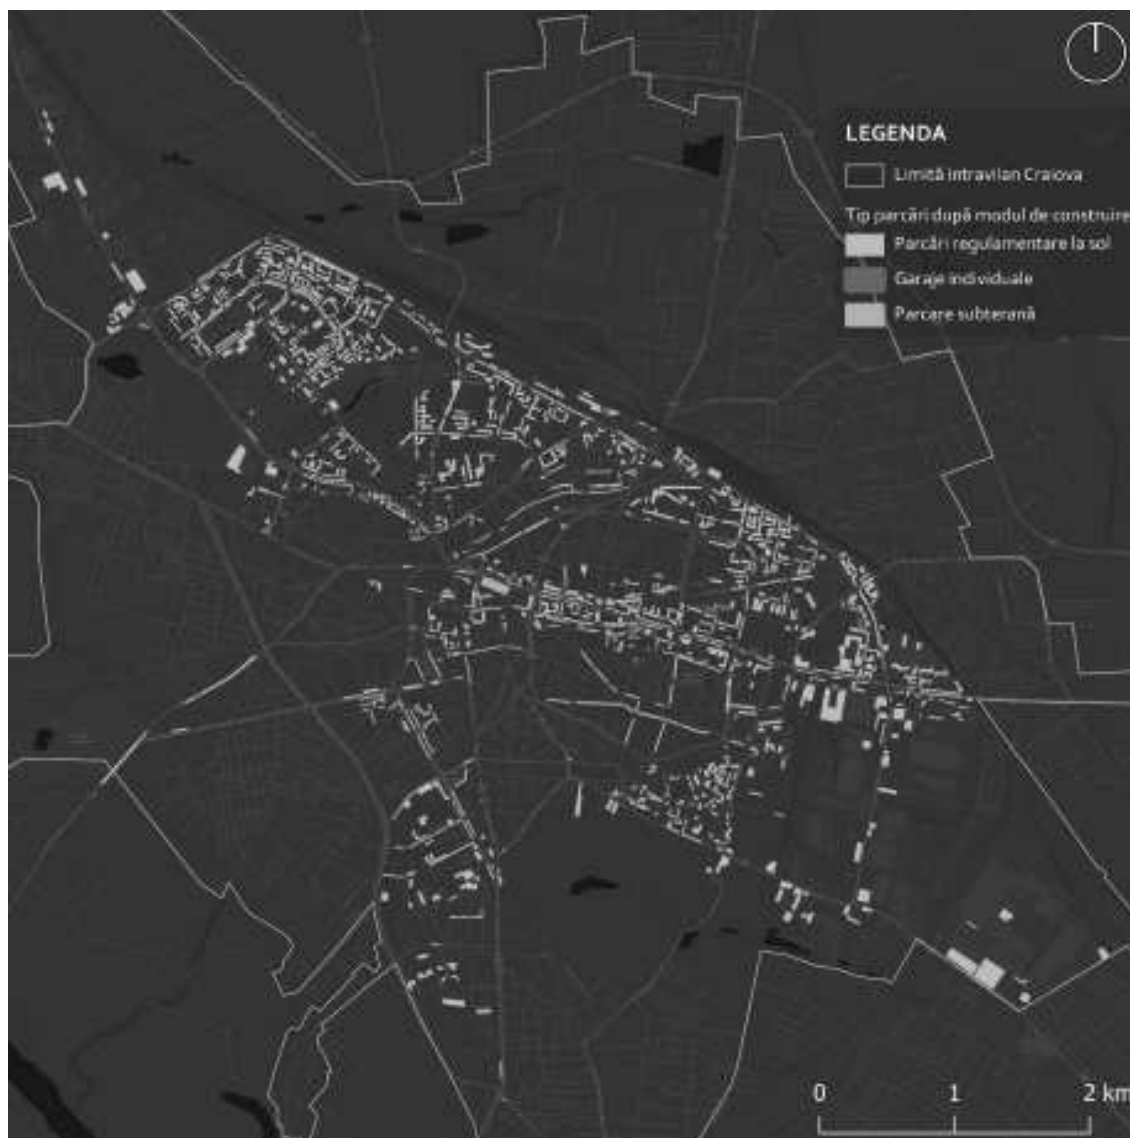 LEGENDA
Limită intravilan Craiova
Tip parcări după modul de construire
Parcări regulamentare la sol
Garaje individuale
Parcare subterană
0 1 2 km